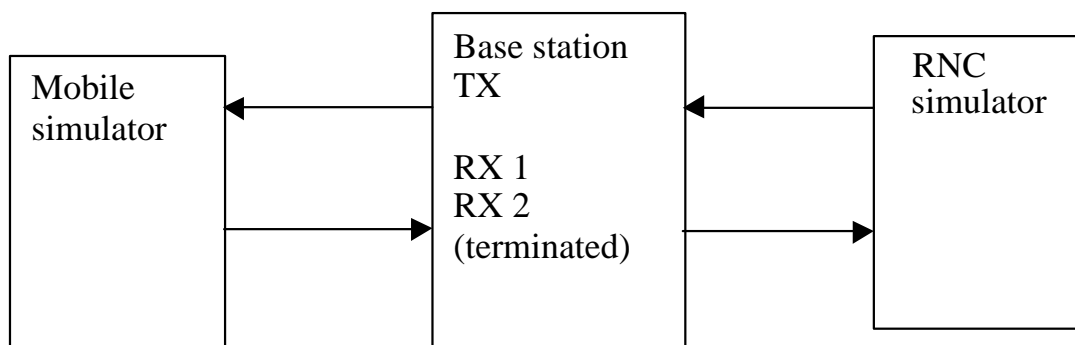 Mobile
simulator
Base station
TX
RX 1
RX 2
(terminated)
RNC
simulator